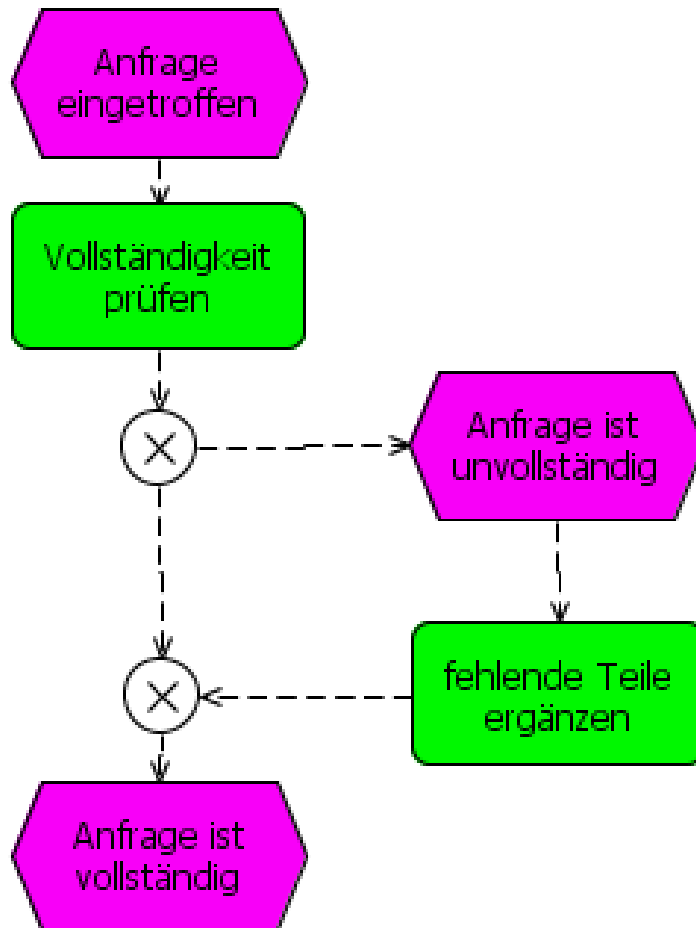 Anfrage
eingetroffen
Vollständigkeit
prüfen
Anfrage ist
unvollständig
fehlende Teile
ergänzen
Anfrage ist
vollständig